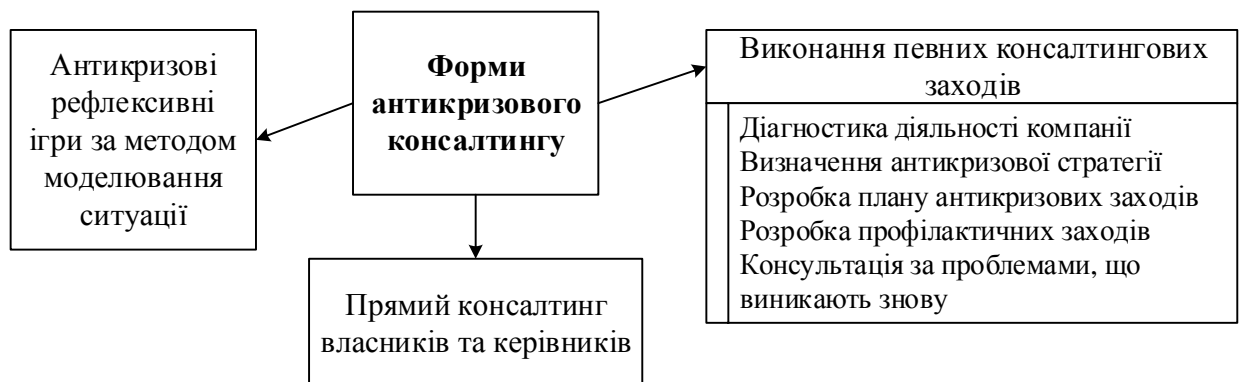 Антикризові
рефлексивні
ігри за методом
моделювання
ситуації
Форми
антикризового
консалтингу
Прямий консалтинг
власників та керівників
Виконання певних консалтингових
заходів
Діагностика діяльності компанії
Визначення антикризової стратегії
Розробка плану антикризових заходів
Розробка профілактичних заходів
Консультація за проблемами, що
виникають знову